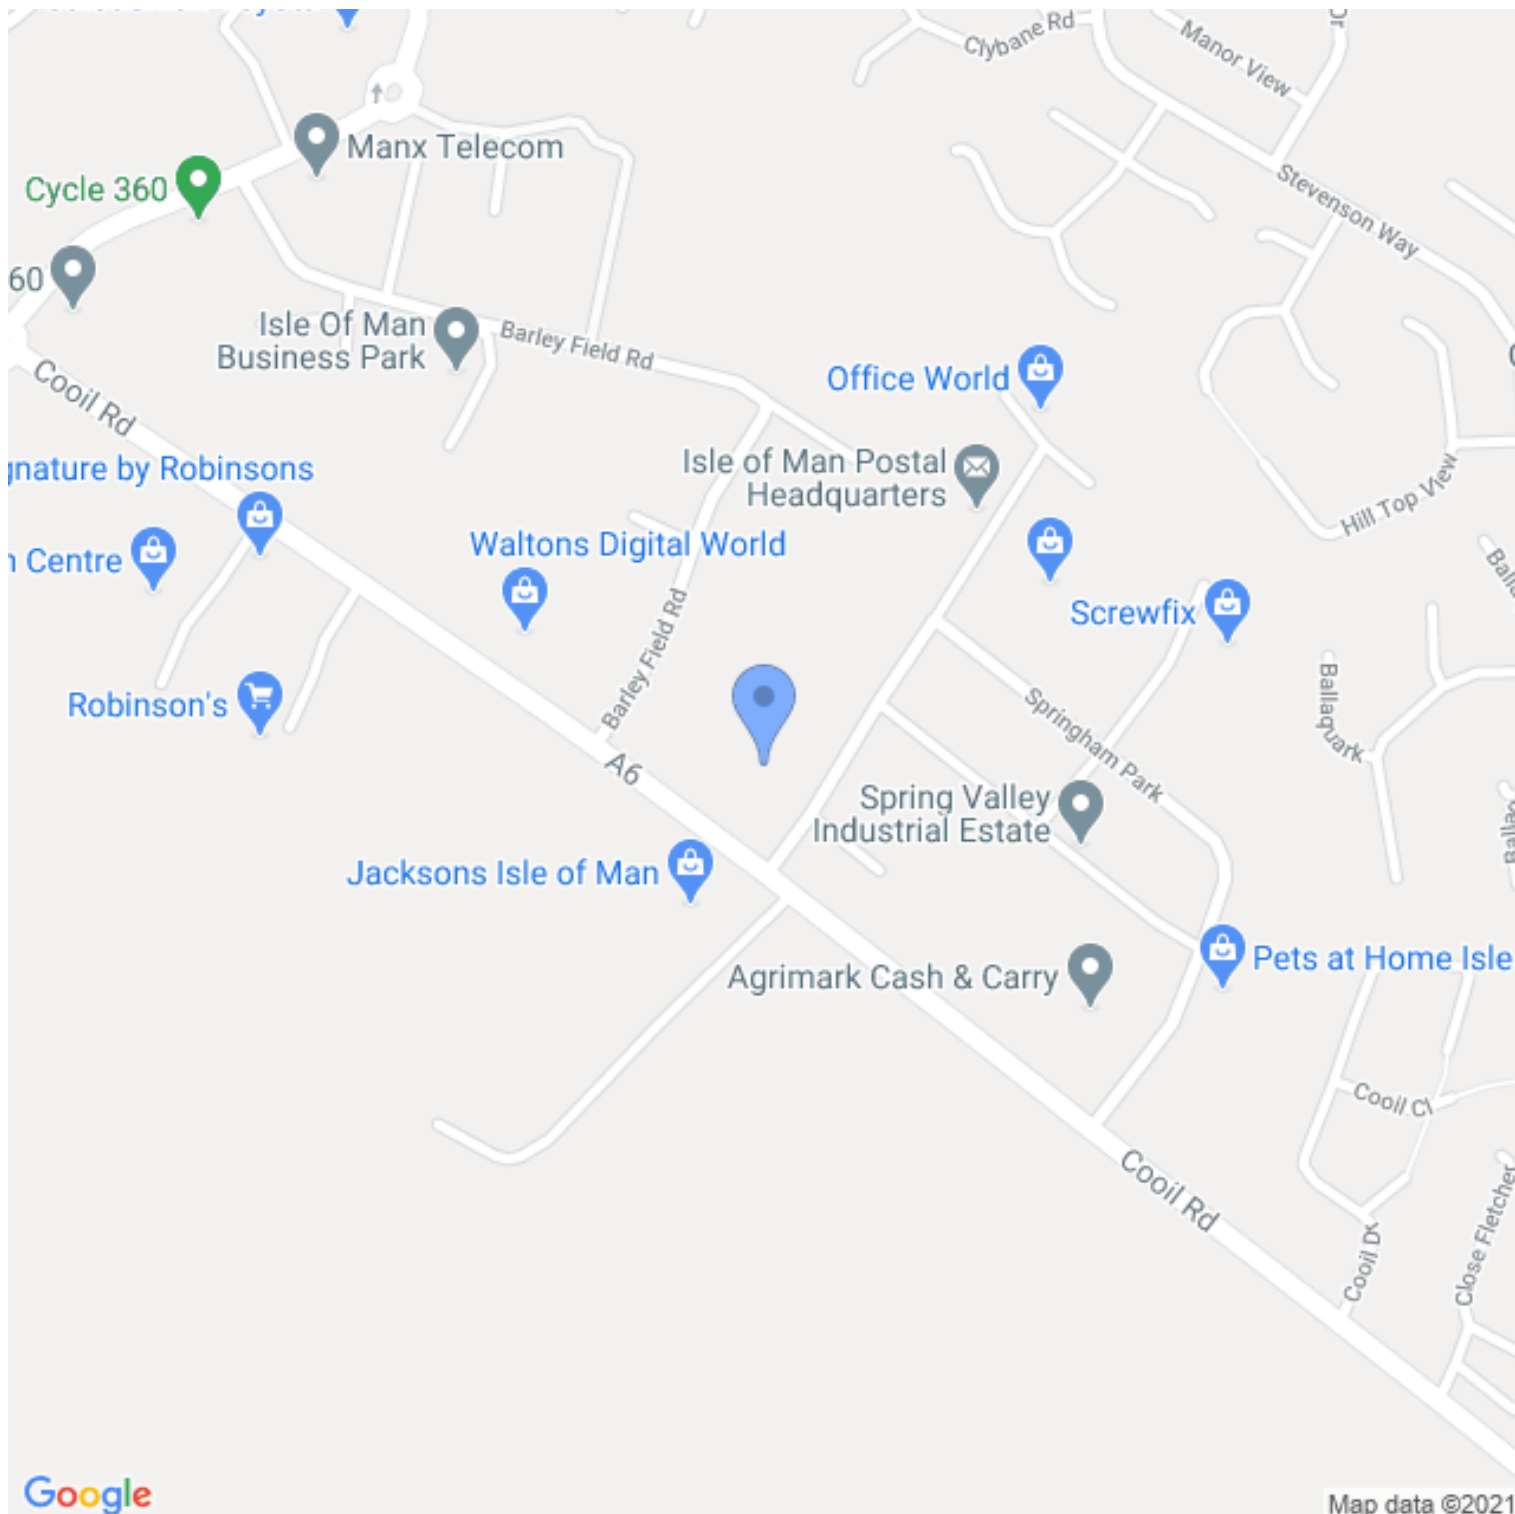 Clybane Rd
Manor View
Manx Telecom
Cycle 360
Stevenson Way
60
Isle Of Man
Business Park
Barley Field Rd
Cooil Rd
Office World
gnature by Robinsons
Isle of Man Postal
Headquarters
Hill Top View
n Centre
Waltons Digital World
Screwfix
Barley Field Rd
Robinson's
Ballaquark
Springham Park
A6
Spring Valley
Industrial Estate
Jacksons Isle of Man
Pets at Home Isle
Agrimark Cash & Carry
Cooil Cl
Cooil Rd
Close Fletcher
Cooil Dr
Google
Map data ©2021